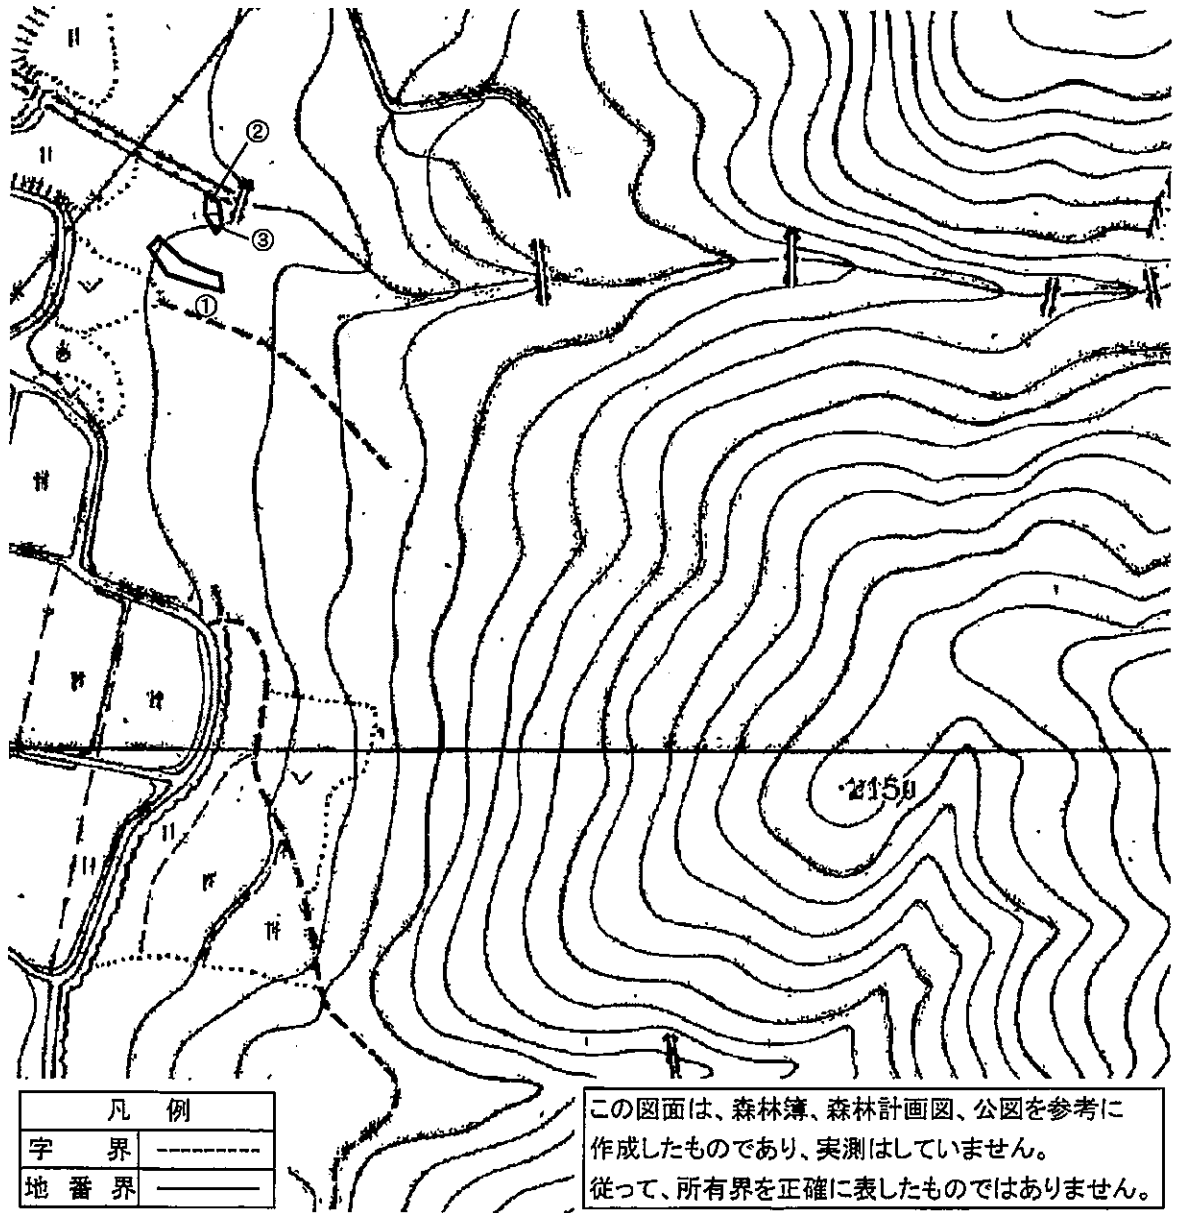 ②
③
①
凡 例
字 界
地 番 界
この図面は、森林簿、森林計画図、公図を参考に
作成したものであり、実測はしていません。
従って、所有界を正確に表したものではありません。